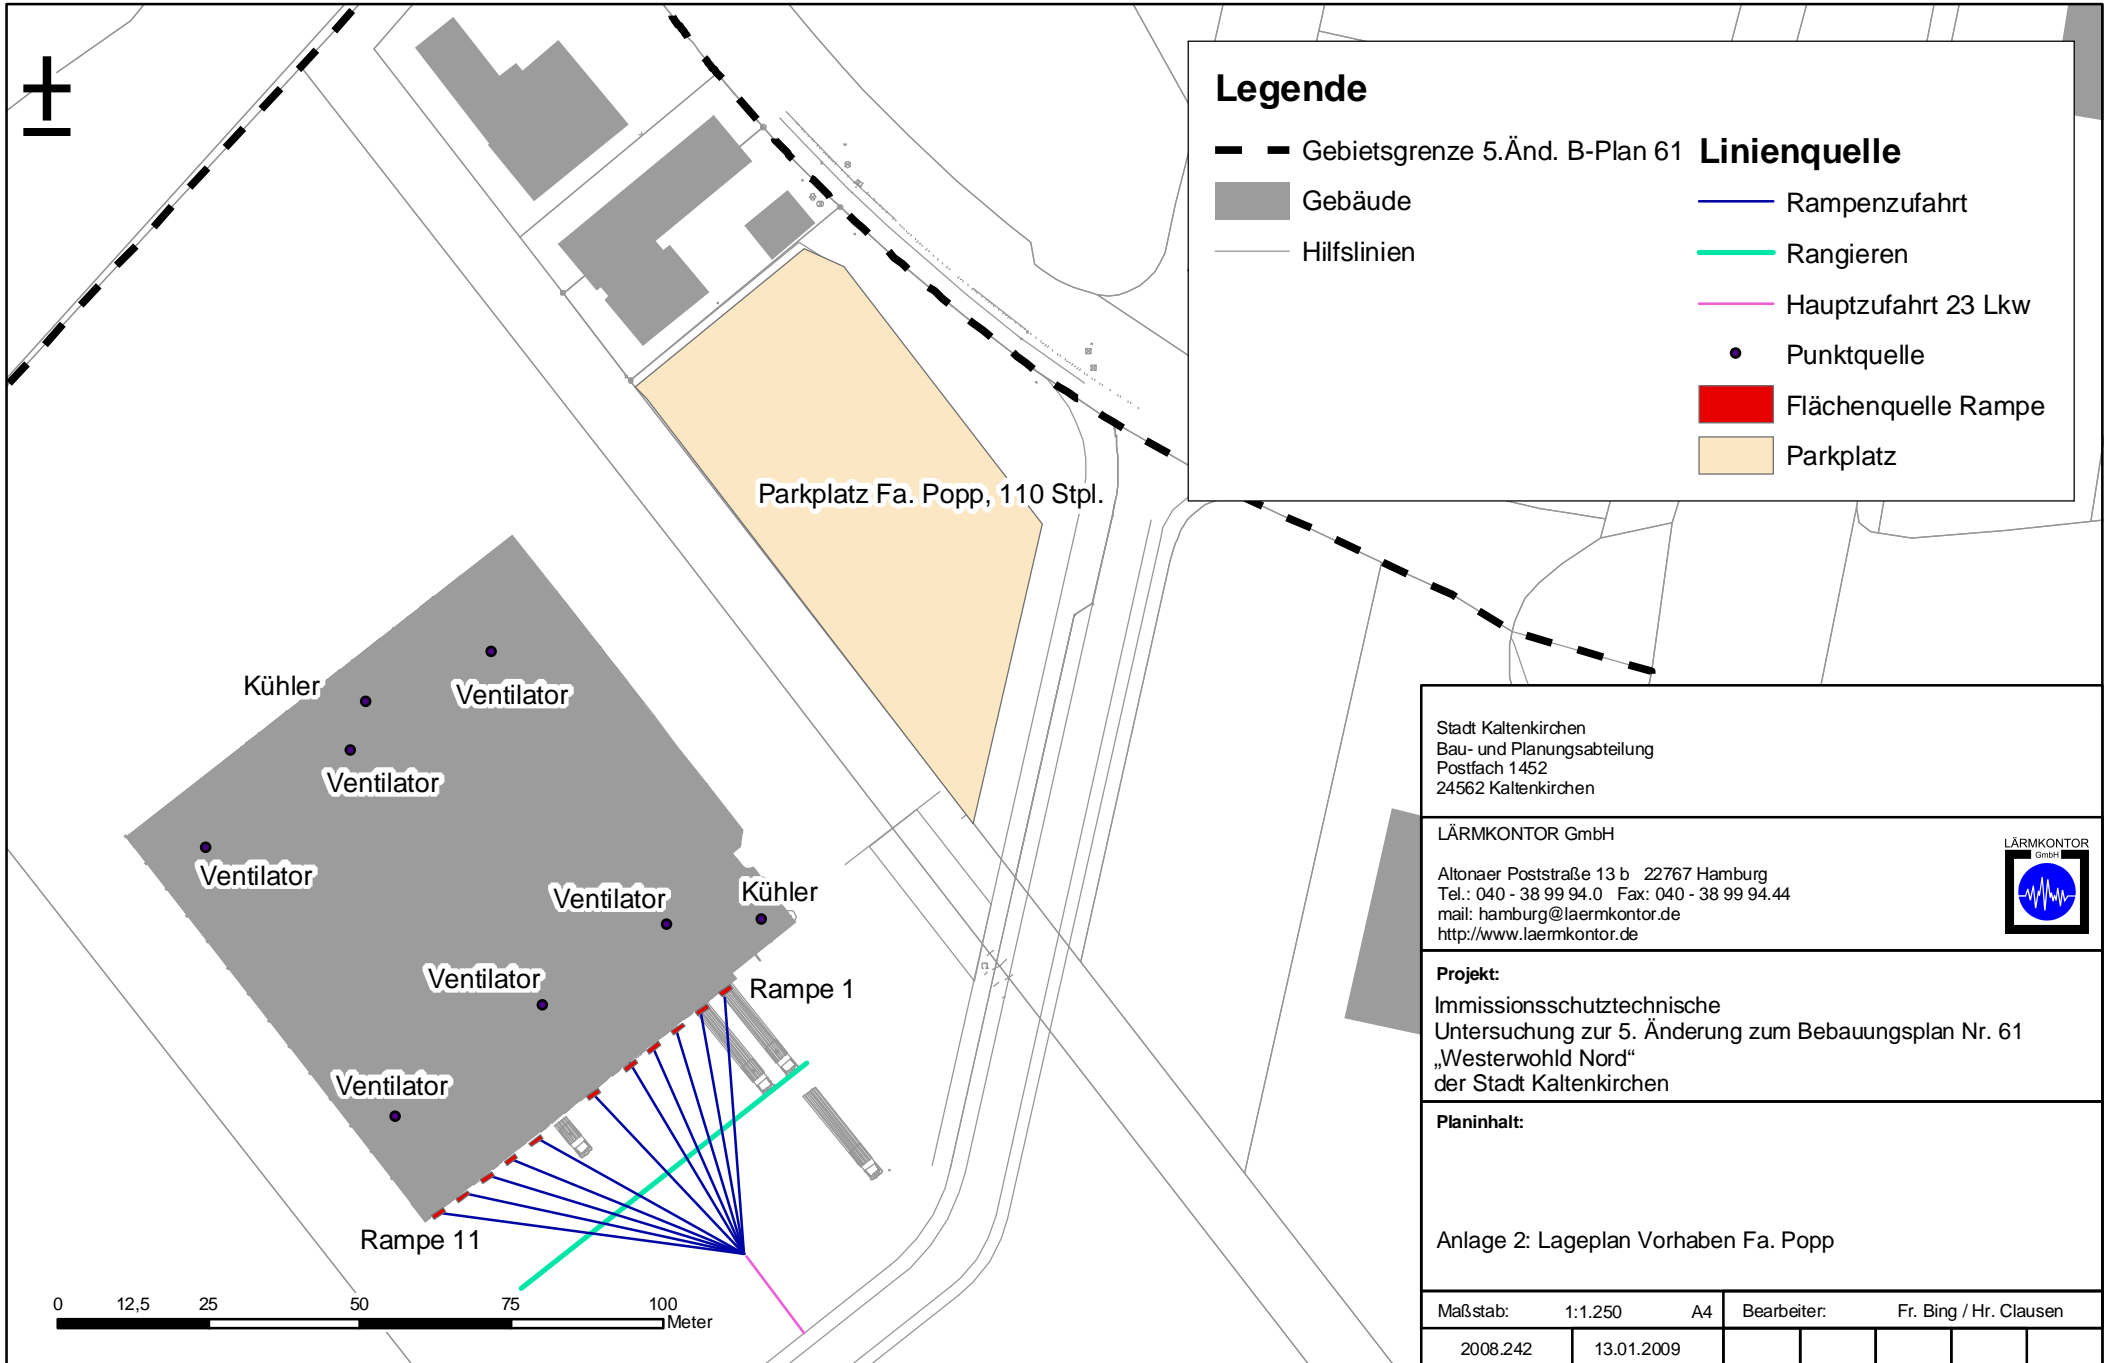 Legende
Gebietsgrenze 5.Änd. B-Plan 61
Gebäude
Hilfslinien
Linienquelle
Rampenzufahrt
Rangieren
Hauptzufahrt 23 Lkw
Punktquelle
Flächenquelle Rampe
Parkplatz
Parkplatz Fa. Popp, 110 Stpl.
Kühler
Ventilator
Ventilator
Ventilator
Ventilator
Kühler
Ventilator
Rampe 1
Ventilator
Rampe 11
0 12,5 25 50 75 100
Meter
Stadt Kaltenkirchen
Bau- und Planungsabteilung
Postfach 1452
24562 Kaltenkirchen
LÄRMKONTOR GmbH
Altonaer Poststraße 13 b 22767 Hamburg
Tel.: 040 - 38 99 94.0 Fax: 040 - 38 99 94.44
mail: hamburg@laermkontor.de
http://www.laermkontor.de
LÄRMKONTOR
GmbH
Projekt:
Immissionsschutztechnische
Untersuchung zur 5. Änderung zum Bebauungsplan Nr. 61
„Westerwohld Nord“
der Stadt Kaltenkirchen
Planinhalt:
Anlage 2: Lageplan Vorhaben Fa. Popp
Maßstab: 1:1.250 A4 Bearbeiter: Fr. Bing / Hr. Clausen
2008.242 13.01.2009